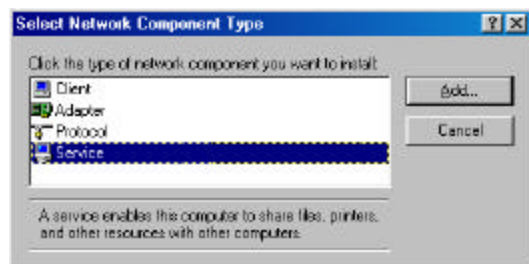 Select Network Component Type
Click the type of network component you want to install:
Client
Add...
Adapter
Protocol
Cancel
Service
A service enables this computer to share files, printers,
and other resources with other computers.